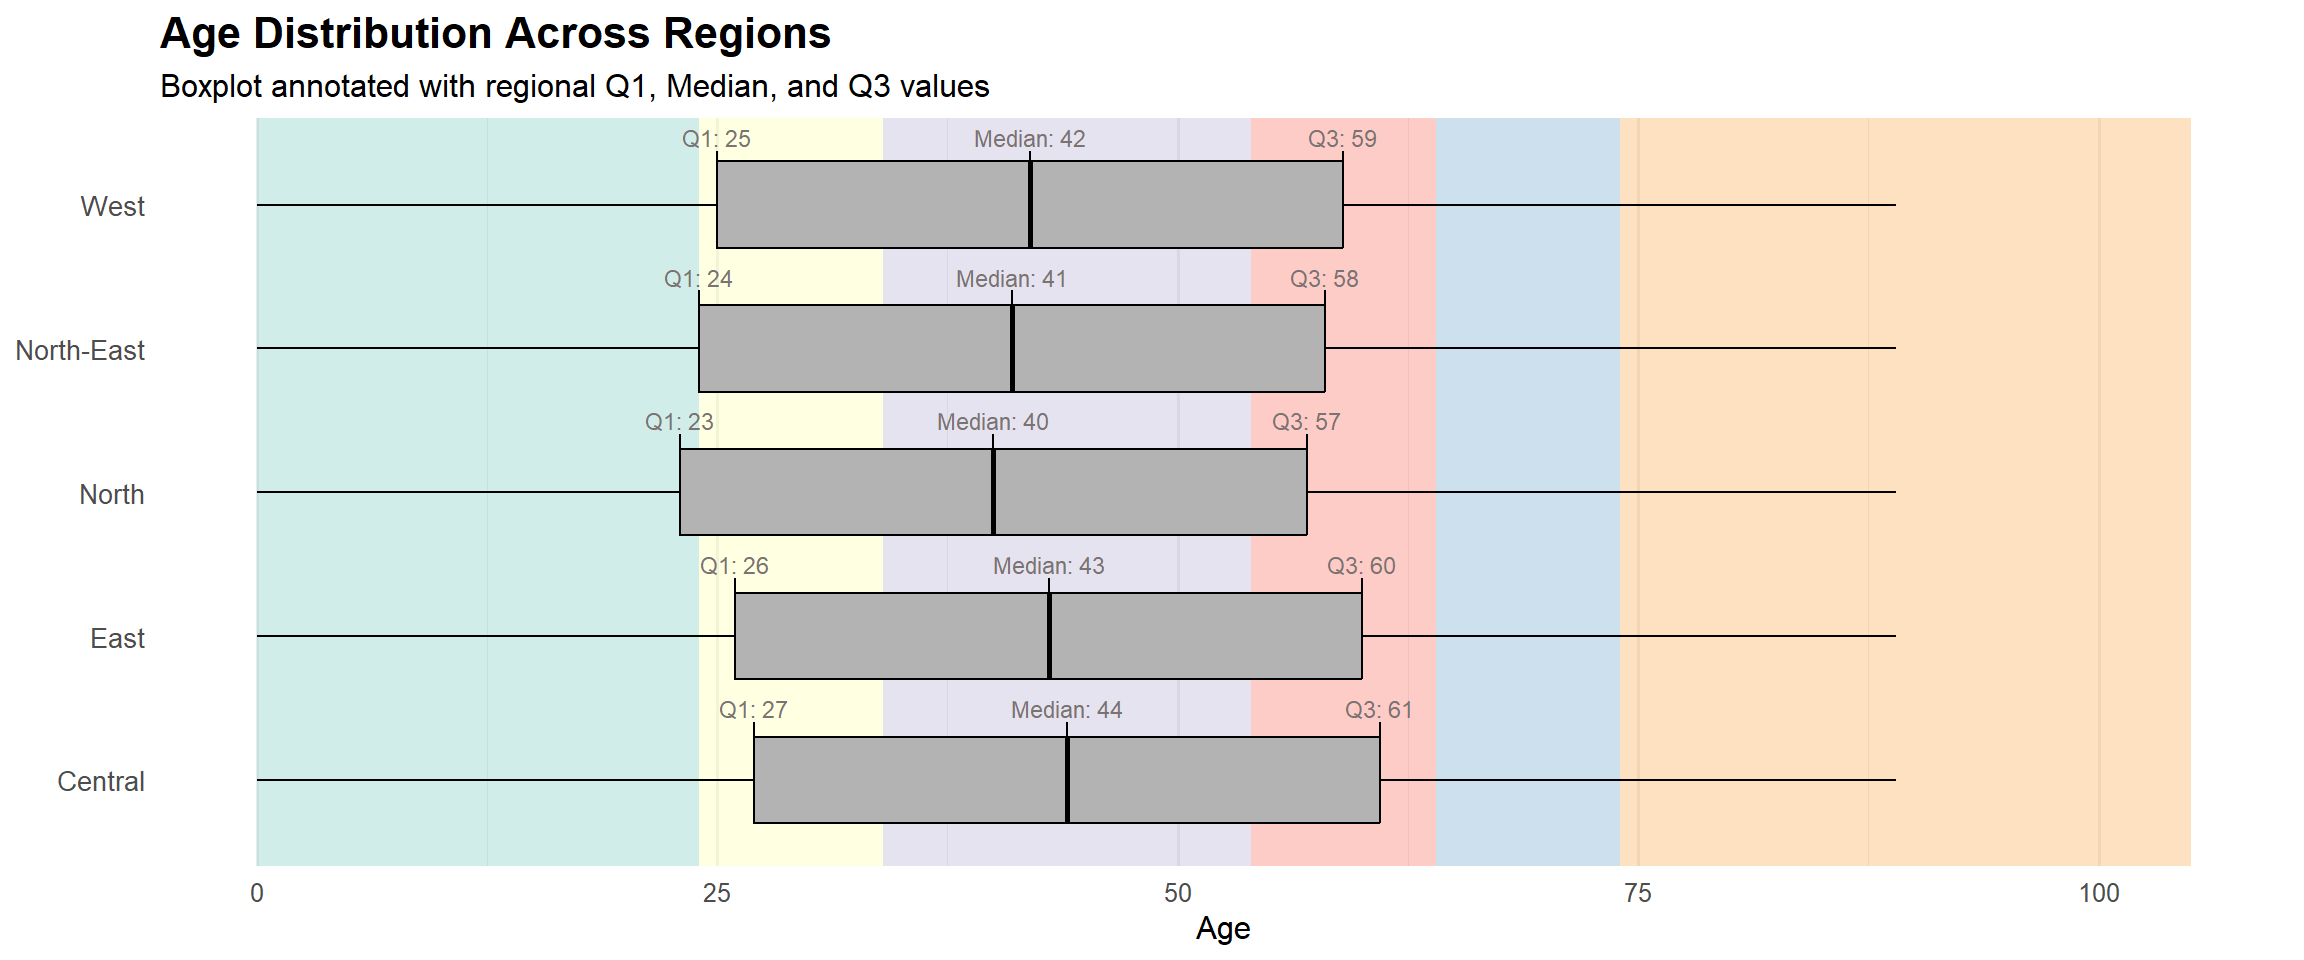 Age Distribution Across Regions
Boxplot annotated with regional Q1, Median, and Q3 values
Q1: 25 Median: 42 Q3: 59
West
Q1: 24 Median: 41 Q3: 58
North-East
Q1: 23 Median: 40 Q3: 57
North
Q1: 26 Median: 43 Q3: 60
East
Q1: 27 Median: 44 Q3: 61
Central
0 25 50 75 100
Age